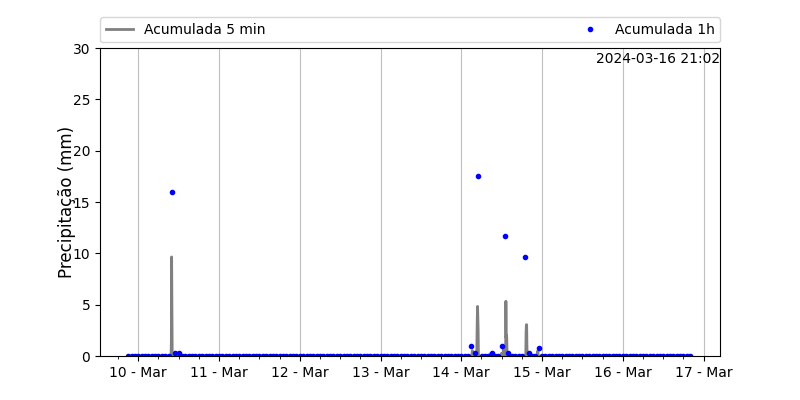 Acumulada 5 min
Acumulada 1h
2024-03-16 21:02
Precipitação (mm)
30
25
20
15
10
5
0
10 - Mar 11 - Mar 12 - Mar 13 - Mar 14 - Mar 15 - Mar 16 - Mar 17 - Mar